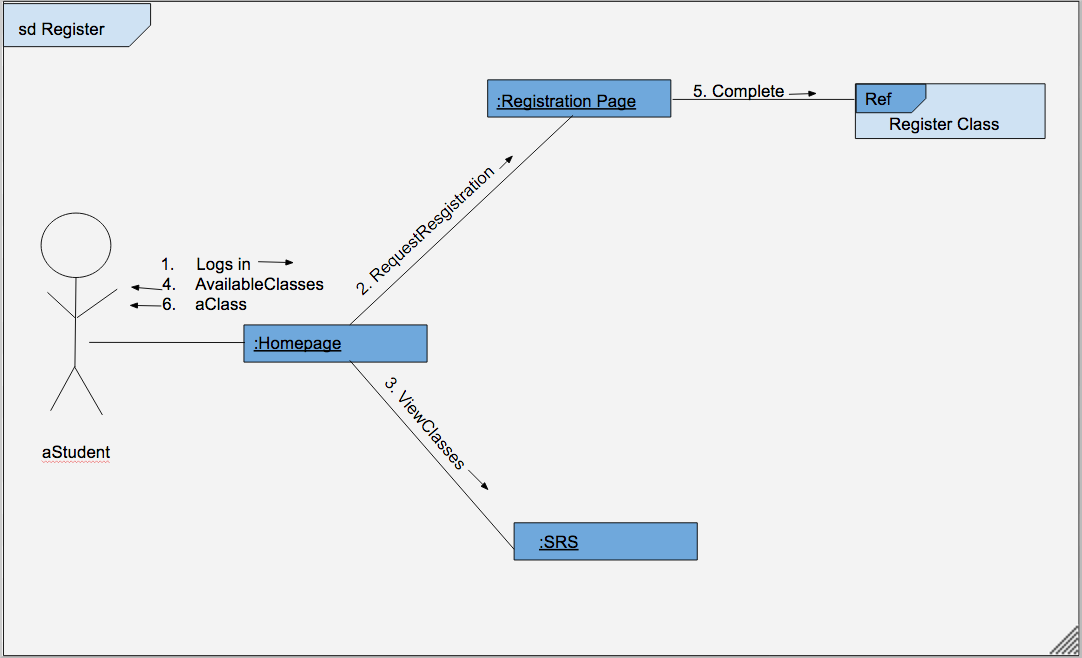 sd Register
:Registration Page
5. Complete
Ref
Register Class
2. RequestResgistration
1. Logs in
4. AvailableClasses
6. aClass
:Homepage
3. ViewClasses
aStudent
:SRS